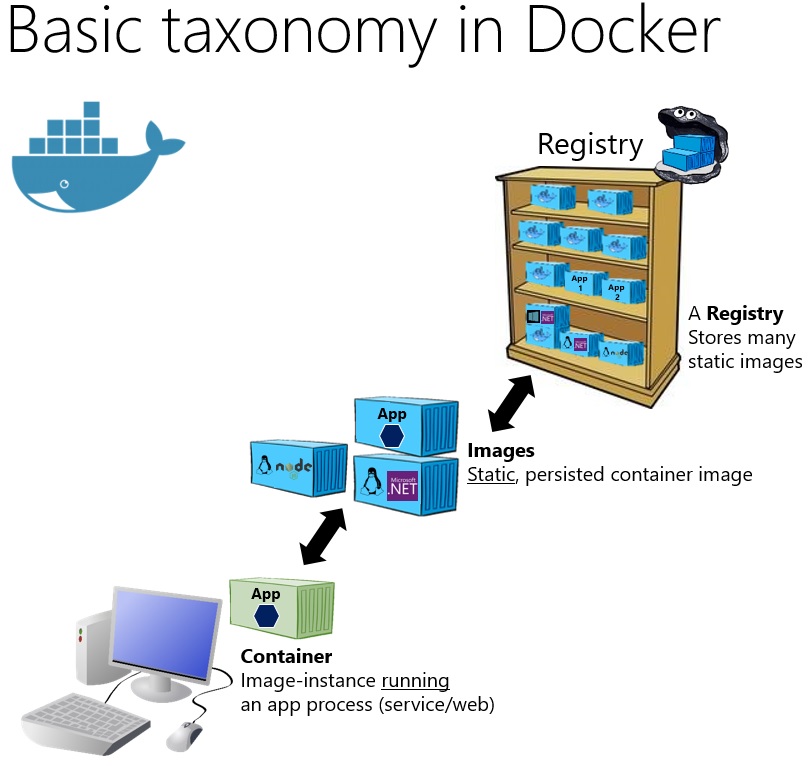 Basic taxonomy in Docker
Registry
App
1
App
2
.NET
.NET
node
A Registry
Stores many
static images
App
Images
Static, persisted container image
node
Microsoft
.NET
App
Container
Image-instance running
an app process (service/web)